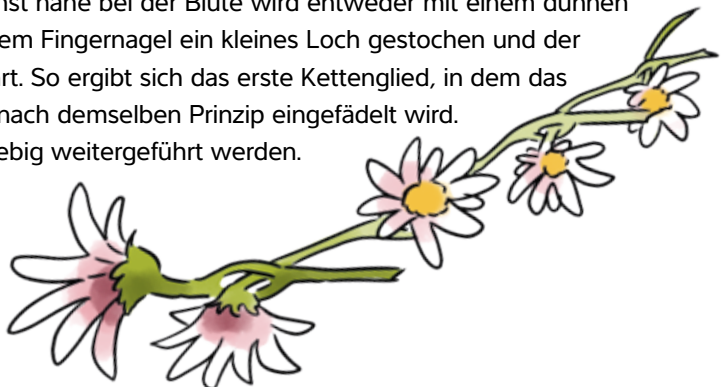 nst nahe bei der Blüte wird entweder mit einem dünnen
em Fingernagel ein kleines Loch gestochen und der
rt. So ergibt sich das erste Kettenglied, in dem das
nach demselben Prinzip eingefädelt wird.
ebig weitergeführt werden.